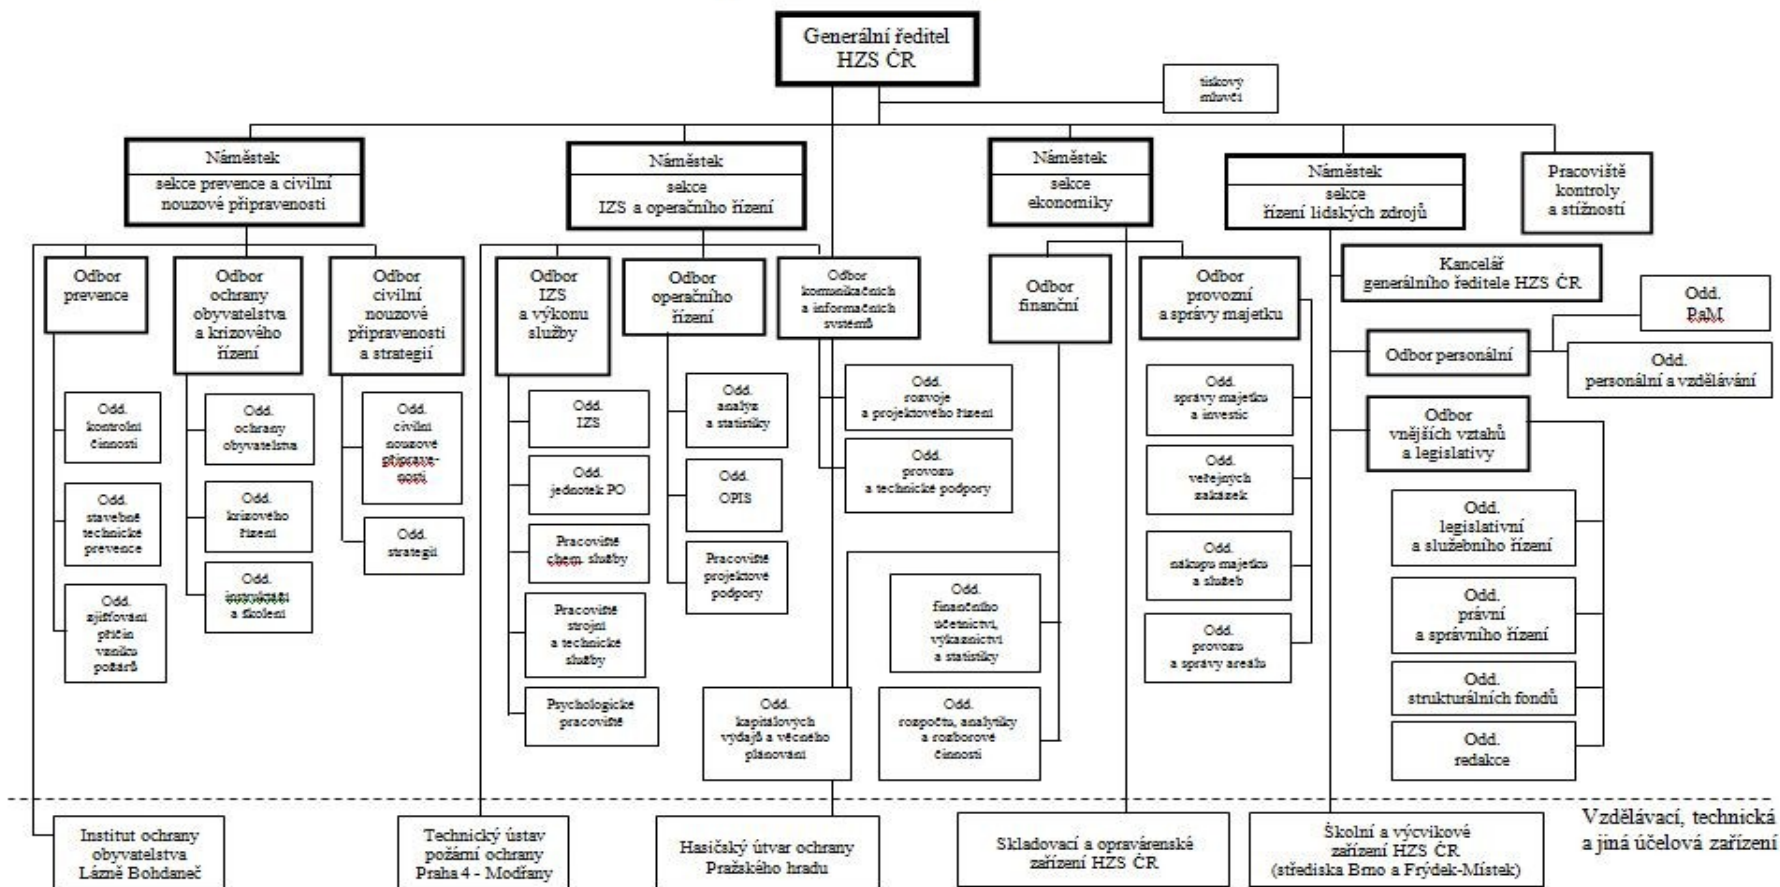 Generální ředitel
HZS ČR
tiskový
mluvčí
Náměstek
sekce prevence a civilní
nouzové připravenosti
Náměstek
sekce
IZS a operačního řízení
Náměstek
sekce
ekonomiky
Náměstek
sekce
řízení lidských zdrojů
Pracoviště
kontroly
a stížností
Odbor
prevence
Odbor
ochrany
obyvatelstva
a krizového
řízení
Odbor
civilní
nouzové
připravenosti
a strategií
Odbor
IZS
a výkonu
služby
Odbor
operačního
řízení
Odbor
komunikačních
a informačních
systémů
Odbor
finanční
Odbor
provozní
a správy majetku
Kancelář
generálního ředitele HZS ČR
Odbor personální
Odd.
PaM
Odd.
personální a vzdělávání
Odbor
vnějších vztahů
a legislativy
Odd.
kontrolní
činnosti
Odd.
stavebně
technické
prevence
Odd.
zjišťování
příčin
vzniku
požárů
Odd.
ochrany
obyvatelstva
Odd.
krizového
řízení
Odd.
instruktáží
a školení
Odd.
civilní
nouzové
připrave-
nosti
Odd.
strategií
Odd.
IZS
Odd.
jednotek PO
Pracoviště
chem. služby
Pracoviště
strojní
a technické
služby
Psychologické
pracoviště
Odd.
analýz
a statistiky
Odd.
OPIS
Pracoviště
projektové
podpory
Odd.
rozvoje
a projektového řízení
Odd.
provozu
a technické podpory
Odd.
finančního
účetnictví,
výkaznictví
a statistiky
Odd.
kapitálových
výdajů a věcného
plánování
Odd.
rozpočtu, analytiky
a rozborové
činnosti
Odd.
správy majetku
a investic
Odd.
veřejných
zakázek
Odd.
nákupu majetku
a služeb
Odd.
provozu
a správy areálu
Odd.
legislativní
a služebního řízení
Odd.
právní
a správního řízení
Odd.
strukturálních fondů
Odd.
redakce
Institut ochrany
obyvatelstva
Lázně Bohdaneč
Technický ústav
požární ochrany
Praha 4 - Modřany
Hasičský útvar ochrany
Pražského hradu
Skladovací a opravárenské
zařízení HZS ČR
Školní a výcvikové
zařízení HZS ČR
(střediska Brno a Frýdek-Místek)
Vzdělávací, technická
a jiná účelová zařízení